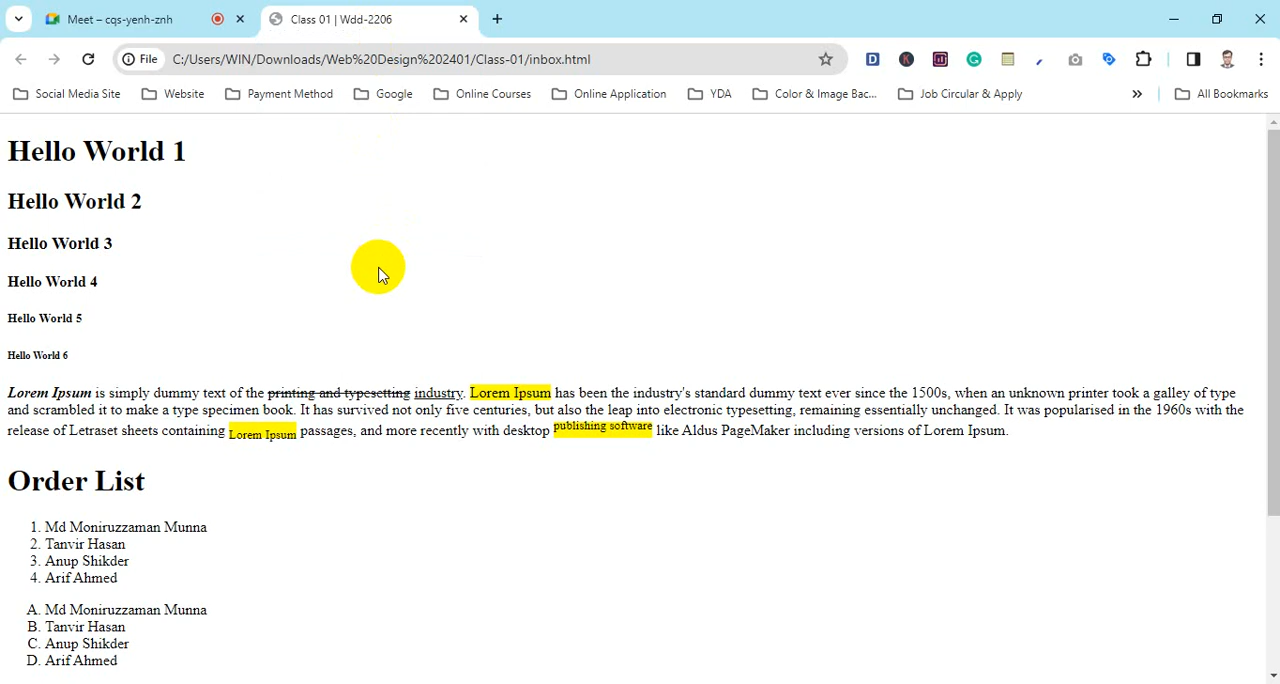 Meet – cqs-yenh-znh
Class 01 | Wdd-2206
File
C:/Users/WIN/Downloads/Web%20Design%202401/Class-01/inbox.html
Social Media Site
Website
Payment Method
Google
Online Courses
Online Application
YDA
Color & Image Bac...
Job Circular & Apply
All Bookmarks
Hello World 1
Hello World 2
Hello World 3
Hello World 4
Hello World 5
Hello World 6
Lorem Ipsum is simply dummy text of the printing and typesetting industry. Lorem Ipsum has been the industry's standard dummy text ever since the 1500s, when an unknown printer took a galley of type
and scrambled it to make a type specimen book. It has survived not only five centuries, but also the leap into electronic typesetting, remaining essentially unchanged. It was popularised in the 1960s with the
release of Letraset sheets containing Lorem Ipsum passages, and more recently with desktop publishing software like Aldus PageMaker including versions of Lorem Ipsum.
Order List
1. Md Moniruzzaman Munna
2. Tanvir Hasan
3. Anup Shikder
4. Arif Ahmed
A. Md Moniruzzaman Munna
B. Tanvir Hasan
C. Anup Shikder
D. Arif Ahmed